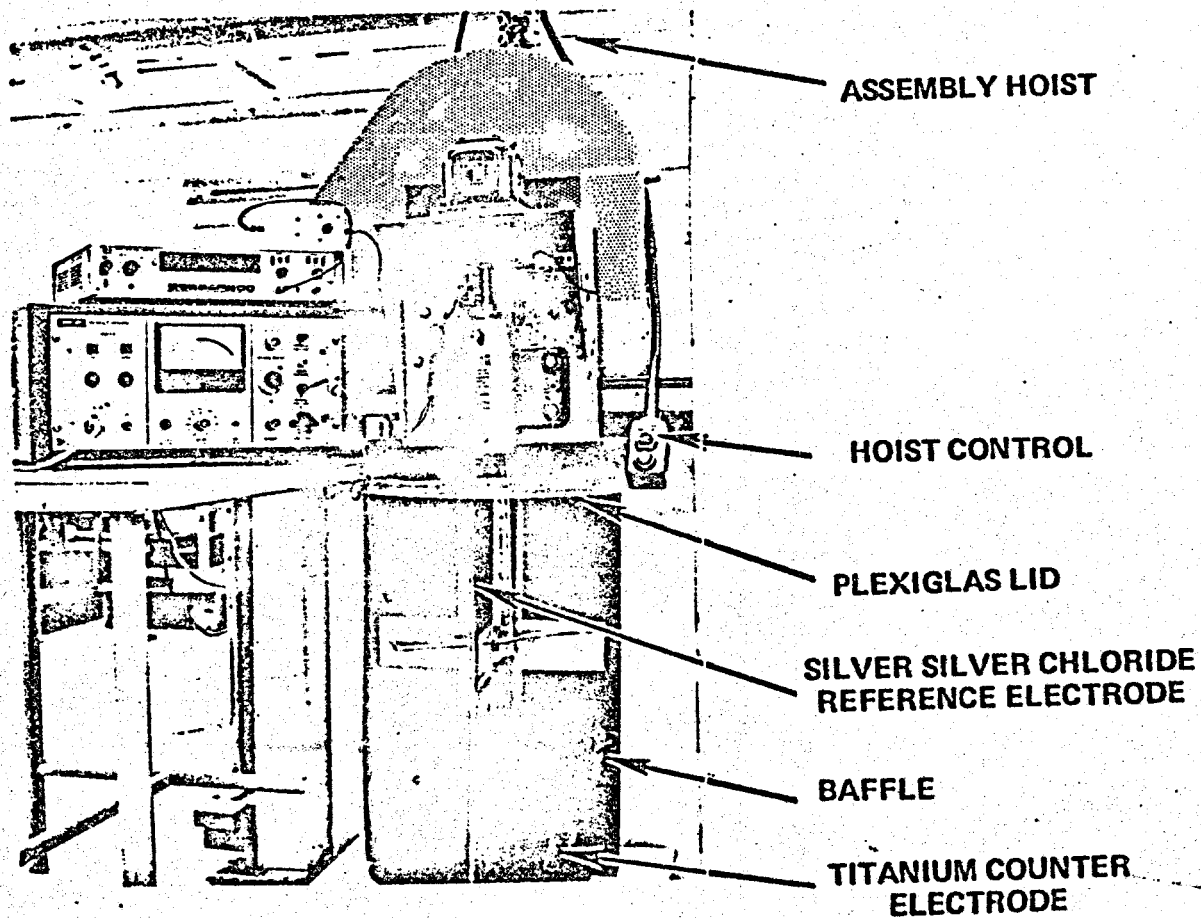 ASSEMBLY HOIST
HOIST CONTROL
PLEXIGLAS LID
SILVER SILVER CHLORIDE
REFERENCE ELECTRODE
BAFFLE
TITANIUM COUNTER
ELECTRODE